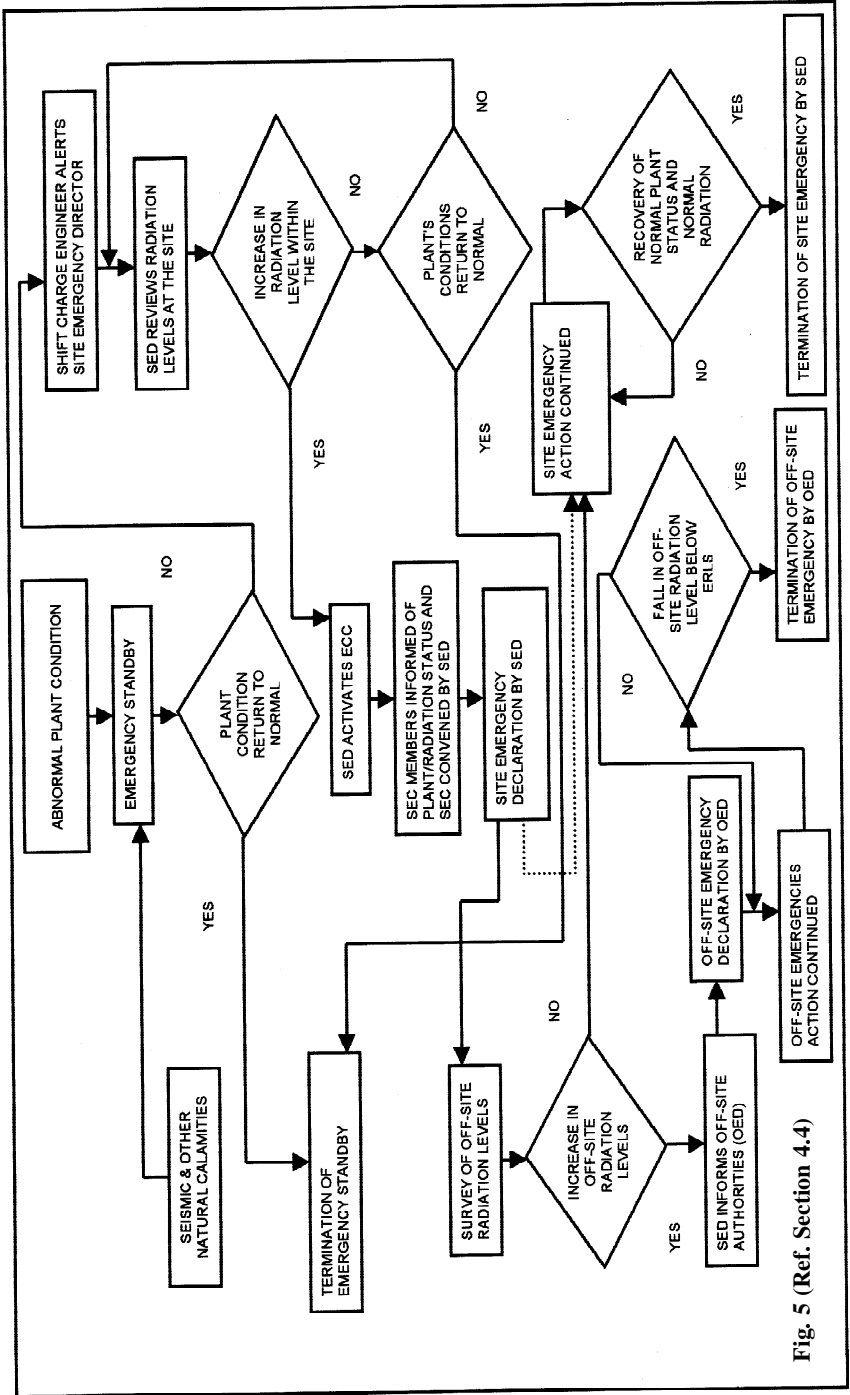 ABNORMAL PLANT CONDITION
EMERGENCY STANDBY
SEISMIC & OTHER
NATURAL CALAMITIES
PLANT
CONDITION
RETURN TO
NORMAL
YES
NO
TERMINATION OF
EMERGENCY STANDBY
SHIFT CHARGE ENGINEER ALERTS
SITE EMERGENCY DIRECTOR
SED REVIEWS RADIATION
LEVELS AT THE SITE
INCREASE IN
RADIATION
LEVEL WITHIN
THE SITE
YES
NO
PLANT'S
CONDITIONS
RETURN TO
NORMAL
YES
NO
SED ACTIVATES ECC
SEC MEMBERS INFORMED OF
PLANT/RADIATION STATUS AND
SEC CONVENED BY SED
SITE EMERGENCY
DECLARATION BY SED
SURVEY OF OFF-SITE
RADIATION LEVELS
INCREASE IN
OFF-SITE
RADIATION
LEVELS
NO
YES
SED INFORMS OFF-SITE
AUTHORITIES (OED)
OFF-SITE EMERGENCY
DECLARATION BY OED
OFF-SITE EMERGENCIES
ACTION CONTINUED
FALL IN OFF-
SITE RADIATION
LEVEL BELOW
ERLS
NO
YES
TERMINATION OF OFF-SITE
EMERGENCY BY OED
SITE EMERGENCY
ACTION CONTINUED
RECOVERY OF
NORMAL PLANT
STATUS AND
NORMAL
RADIATION
NO
YES
TERMINATION OF SITE EMERGENCY BY SED
Fig. 5 (Ref. Section 4.4)